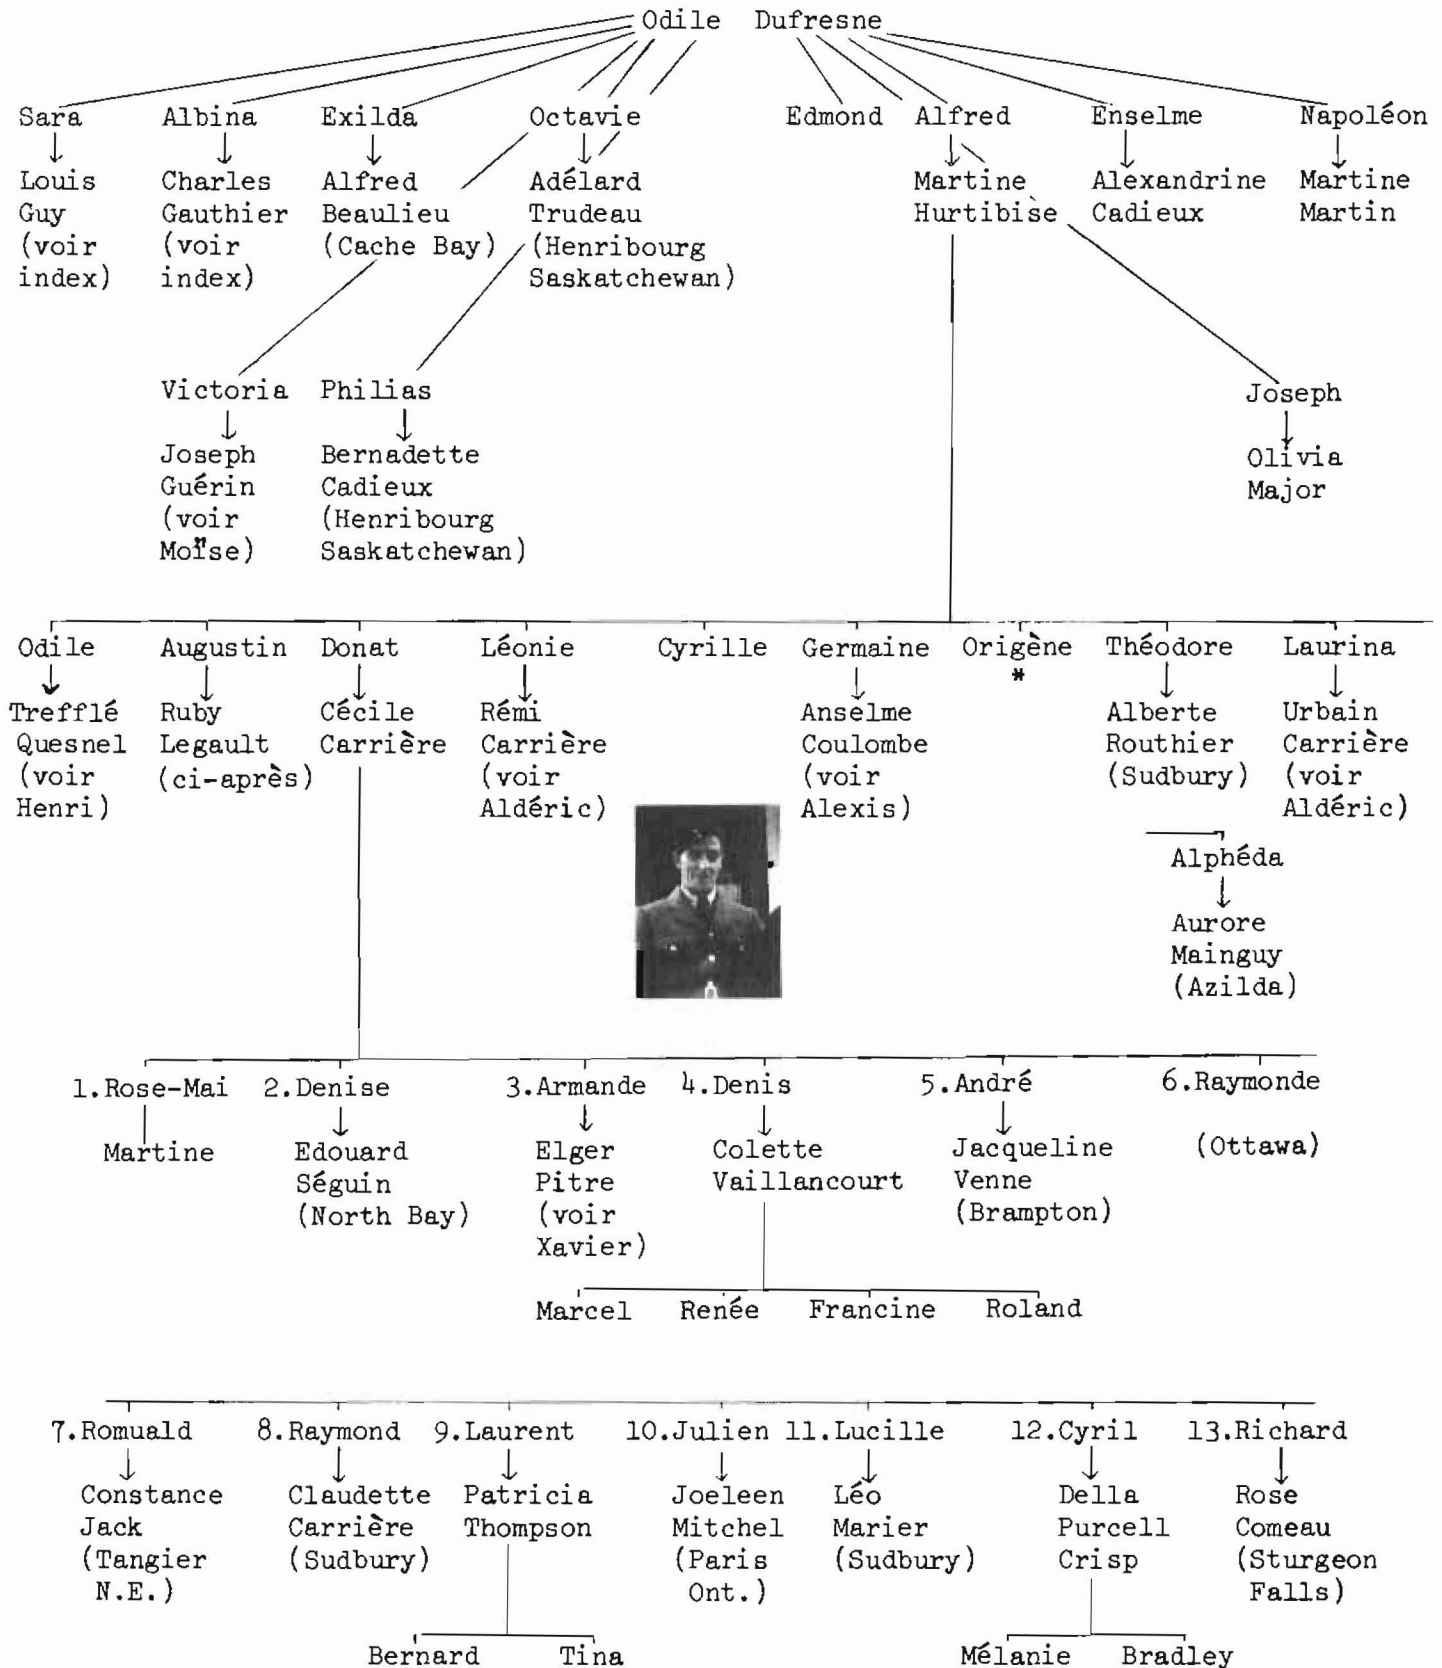 Odile Dufresne
Sara Albina Exilda Octavie Edmond Alfred Enselme Napoléon
Louis Charles Alfred Adélard Martine Alexandrine Martine
Guy Gauthier Beaulieu Trudeau Hurtibise Cadieux Martin
(voir (voir (Cache Bay) (Henribourg
index) index) Saskatchewan)
Victoria Philias Joseph
Joseph Bernadette Olivia
Guérin Cadieux Major
(voir (Henribourg
Moïse) Saskatchewan)
Odile Augustin Donat Léonie Cyrille Germaine Origène Théodore Laurina
*
Trefflé Ruby Cécile Rémi Anselme Alberte Urbain
Quesnel Legault Carrière Carrière Coulombe Routhier Carrière
(voir (ci-après) (voir (voir (Sudbury) (voir
Henri) Aldéric) Alexis) Aldéric)
Alphéda
Aurore
Mainguy
(Azilda)
1.Rose-Mai 2.Denise 3.Armande 4.Denis 5.André 6.Raymonde
Martine Edouard Elger Colette Jacqueline (Ottawa)
Séguin Pitre Vaillancourt Venne
(North Bay) (voir (Brampton)
Xavier)
Marcel Renée Francine Roland
7.Romuald 8.Raymond 9.Laurent 10.Julien 11.Lucille 12.Cyril 13.Richard
Constance Claudette Patricia Joeleen Léo Della Rose
Jack Carrière Thompson Mitchel Marier Purcell Comeau
(Tangier (Sudbury) (Paris (Sudbury) Crisp (Sturgeon
N.E.) Ont.) Falls)
Bernard Tina Mélanie Bradley